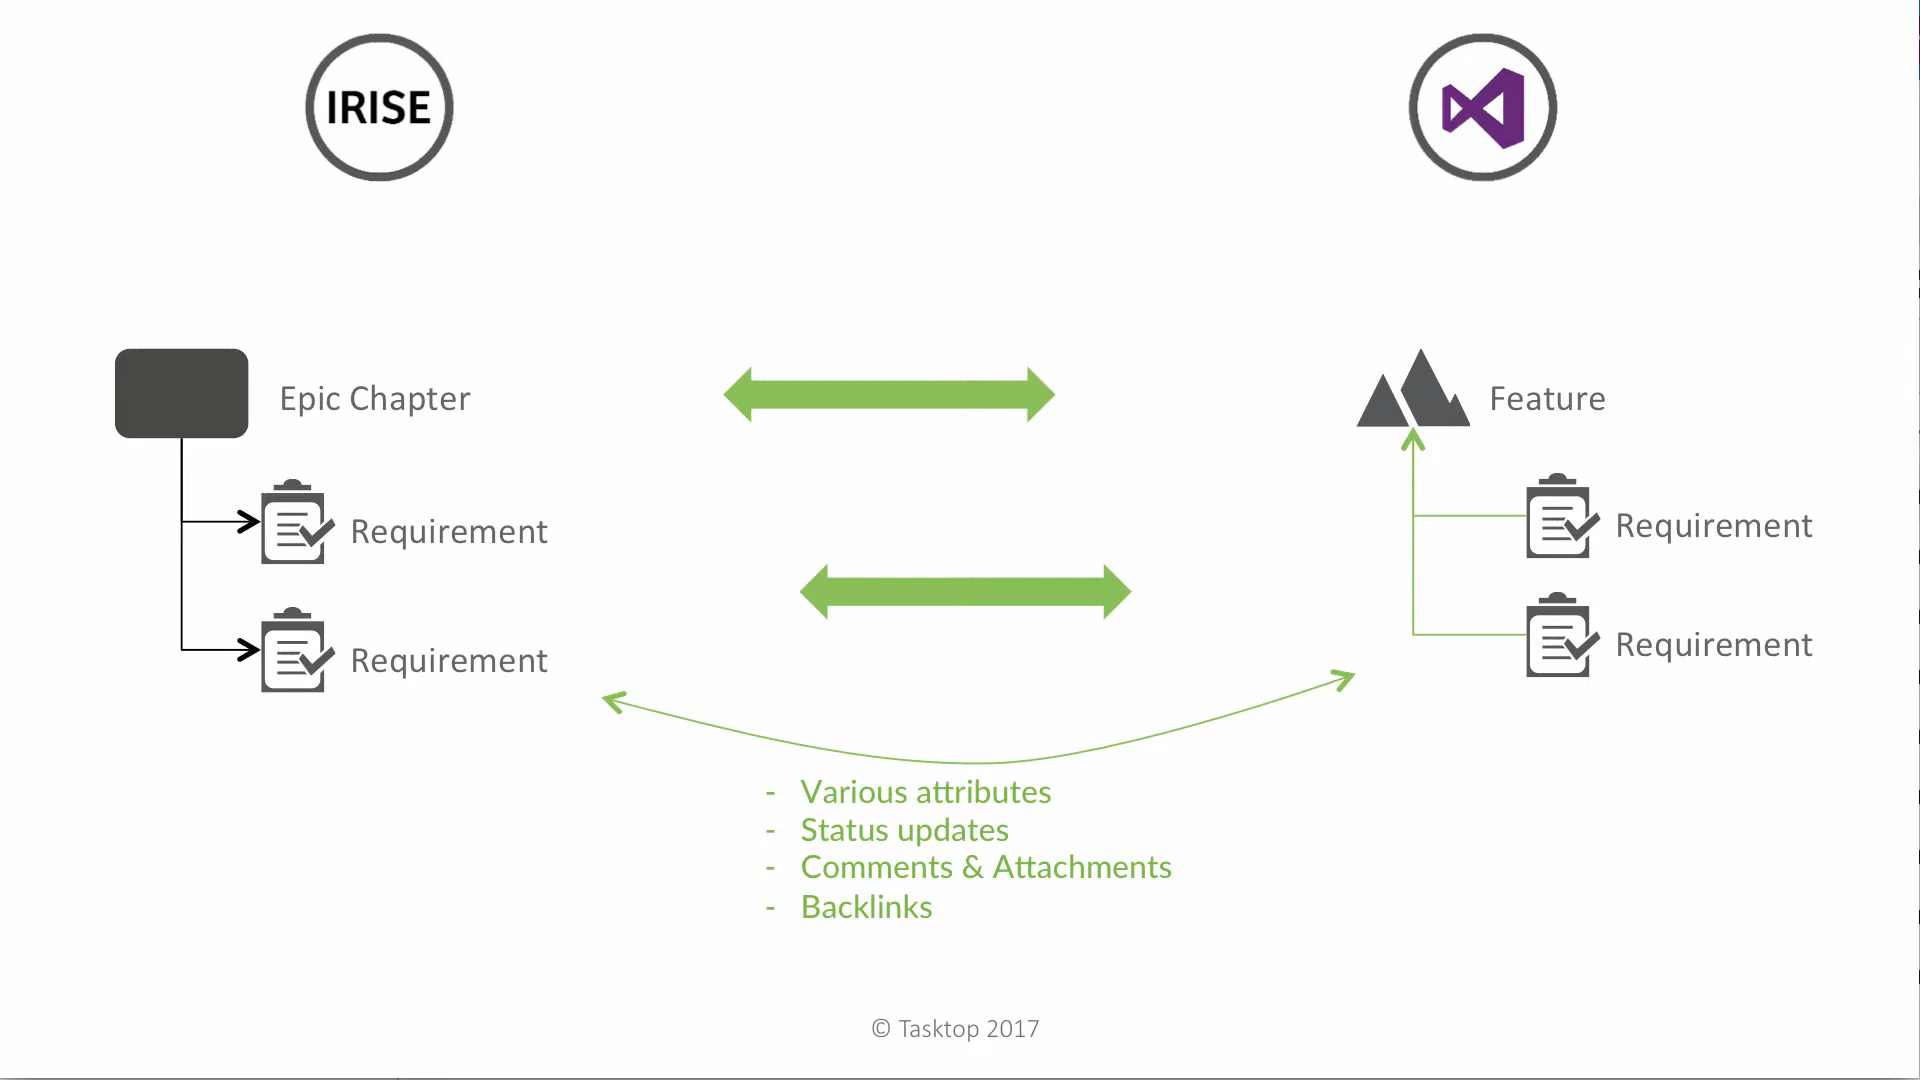 IRISE
Epic Chapter
Feature
Requirement
Requirement
Requirement
Requirement
- Various attributes
- Status updates
- Comments & Attachments
- Backlinks
© Tasktop 2017